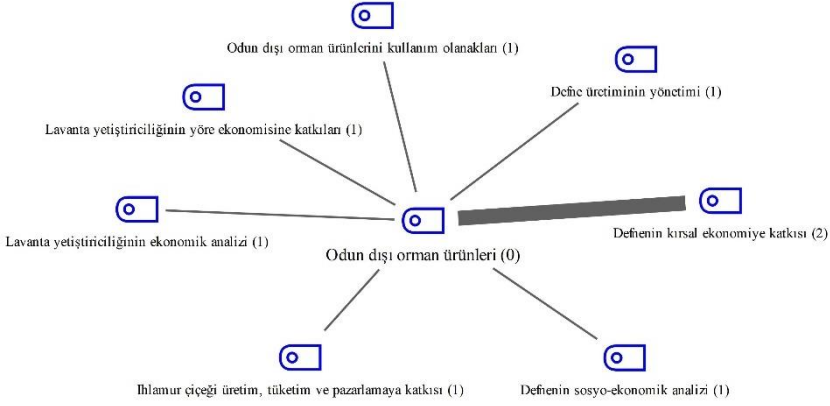 Odun dışı orman ürünlerini kullanım olanakları (1)
Defne üretiminin yönetimi (1)
Lavanta yetiştiriciliğinin yöre ekonomisine katkıları (1)
Defnenin kırsal ekonomiye katkısı (2)
Lavanta yetiştiriciliğinin ekonomik analizi (1)
Odun dışı orman ürünleri (0)
Ihlamur çiçeği üretim, tüketim ve pazarlamaya katkısı (1)
Defnenin sosyo-ekonomik analizi (1)